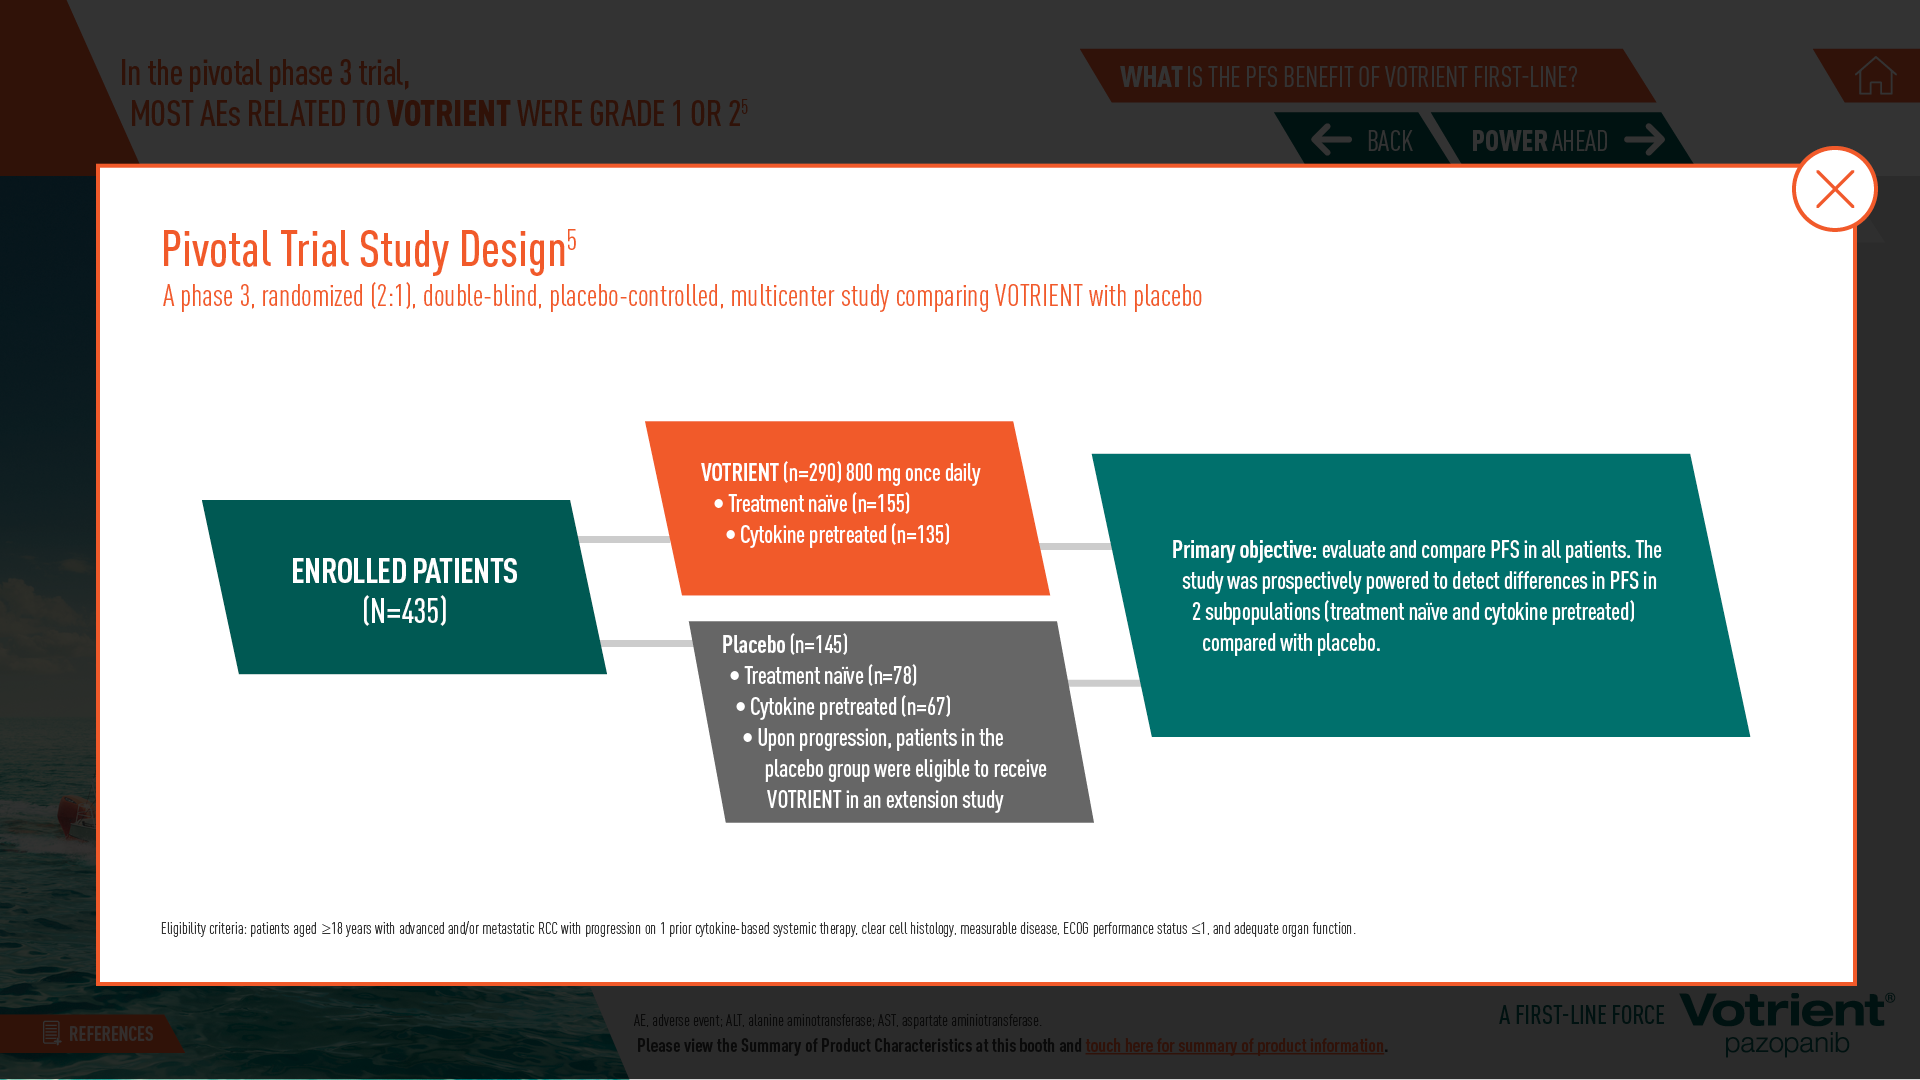 In the pivotal phase 3 trial,
MOST AEs RELATED TO VOTRIENT WERE GRADE 1 OR 2⁵
WHAT IS THE PFS BENEFIT OF VOTRIENT FIRST-LINE?
BACK
POWER AHEAD
Pivotal Trial Study Design⁵
A phase 3, randomized (2:1), double-blind, placebo-controlled, multicenter study comparing VOTRIENT with placebo
ENROLLED PATIENTS
(N=435)
VOTRIENT (n=290) 800 mg once daily
• Treatment naïve (n=155)
• Cytokine pretreated (n=135)
Placebo (n=145)
• Treatment naïve (n=78)
• Cytokine pretreated (n=67)
• Upon progression, patients in the
placebo group were eligible to receive
VOTRIENT in an extension study
Primary objective: evaluate and compare PFS in all patients. The
study was prospectively powered to detect differences in PFS in
2 subpopulations (treatment naïve and cytokine pretreated)
compared with placebo.
Eligibility criteria: patients aged ≥18 years with advanced and/or metastatic RCC with progression on 1 prior cytokine-based systemic therapy, clear cell histology, measurable disease, ECOG performance status ≤1, and adequate organ function.
REFERENCES
AE, adverse event; ALT, alanine aminotransferase; AST, aspartate aminiotransferase.
Please view the Summary of Product Characteristics at this booth and touch here for summary of product information.
A FIRST-LINE FORCE
Votrient®
pazopanib